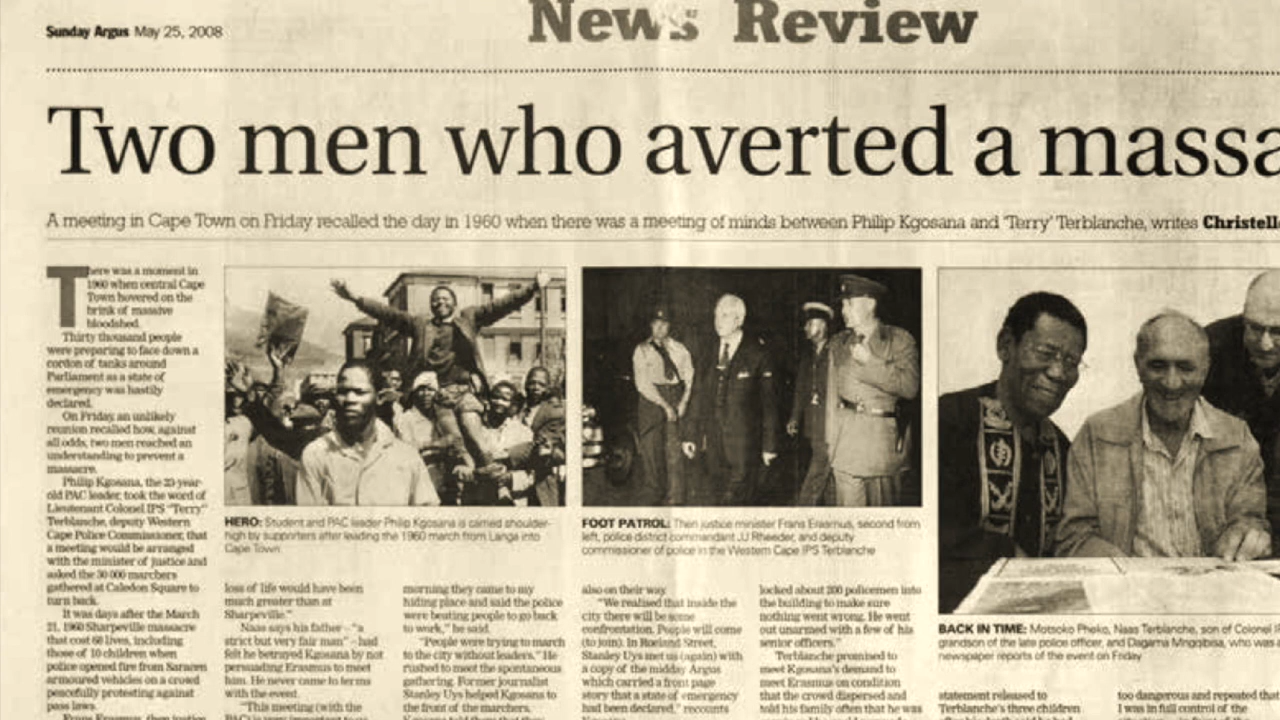 Sunday Argus May 25, 2008
News Review
Two men who averted a massa
A meeting in Cape Town on Friday recalled the day in 1960 when there was a meeting of minds between Philip Kgosana and 'Terry' Terblanche, writes Christell
There was a moment in
1960 when central Cape
Town hovered on the
brink of massive
bloodshed.
Thirty thousand people
were preparing to face down a
cordon of tanks around
Parliament as a state of
emergency was hastily
declared.
On Friday, an unlikely
reunion recalled how, against
all odds, two men reached an
understanding to prevent a
massacre.
Philip Kgosana, the 23-year-
old PAC leader, took the word of
Lieutenant Colonel IPS "Terry"
Terblanche, deputy Western
Cape Police Commissioner, that
a meeting would be arranged
with the minister of justice and
asked the 30 000 marchers
gathered at Caledon Square to
turn back.
It was days after the March
21, 1960 Sharpeville massacre
that cost 68 lives, including
those of 10 children when
police opened fire from Saracen
armoured vehicles on a crowd
peacefully protesting against
pass laws.
Frans Erasmus, then justice
HERO: Student and PAC leader Philip Kgosana is carried shoulder-
high by supporters after leading the 1960 march from Langa into
Cape Town
loss of life would have been
much greater than at
Sharpeville."
Naas says his father – "a
strict but very fair man" – had
felt he betrayed Kgosana by not
persuading Erasmus to meet
him. He never came to terms
with the event.
"This meeting (with the
morning they came to my
hiding place and said the police
were beating people to go back
to work," he said.
"People were trying to march
to the city without leaders." He
rushed to meet the spontaneous
gathering. Former journalist
Stanley Uys helped Kgosana to
the front of the marchers.
FOOT PATROL: Then justice minister Frans Erasmus, second from
left, police district commandant JJ Rheeder, and deputy
commissioner of police in the Western Cape IPS Terblanche
also on their way.
"We realised that inside the
city there will be some
confrontation. People will come
(to join). In Roeland Street,
Stanley Uys met us (again) with
a copy of the midday Argus
which carried a front page
story that a state of emergency
had been declared," recounts
locked about 200 policemen into
the building to make sure
nothing went wrong. He went
out unarmed with a few of his
senior officers."
Terblanche promised to
meet Kgosana's demand to
meet Erasmus on condition
that the crowd dispersed and
told his family often that he was
BACK IN TIME: Motsoko Pheko, Naas Terblanche, son of Colonel
grandson of the late police officer, and Dagama Mngqibisa, who was
newspaper reports of the event on Friday
statement released to
Terblanche's three children
too dangerous and repeated that
I was in full control of the